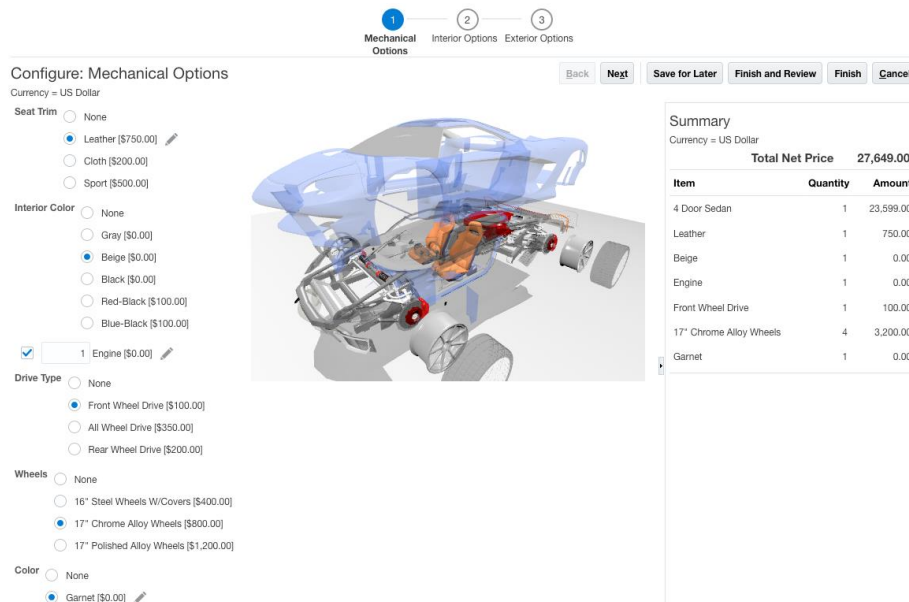 1
2
3
Mechanical Options
Interior Options
Exterior Options
Configure: Mechanical Options
Currency = US Dollar
Back
Next
Save for Later
Finish and Review
Finish
Cancel
Seat Trim
None
Leather [$750.00]
Cloth [$200.00]
Sport [$500.00]
Interior Color
None
Gray [$0.00]
Beige [$0.00]
Black [$0.00]
Red-Black [$100.00]
Blue-Black [$100.00]
1 Engine [$0.00]
Drive Type
None
Front Wheel Drive [$100.00]
All Wheel Drive [$350.00]
Rear Wheel Drive [$200.00]
Wheels
None
16" Steel Wheels W/Covers [$400.00]
17" Chrome Alloy Wheels [$800.00]
17" Polished Alloy Wheels [$1,200.00]
Color
None
Garnet [$0.00]
Summary
Currency = US Dollar
Total Net Price 27,649.00
Item Quantity Amount
4 Door Sedan 1 23,599.00
Leather 1 750.00
Beige 1 0.00
Engine 1 0.00
Front Wheel Drive 1 100.00
17" Chrome Alloy Wheels 4 3,200.00
Garnet 1 0.00